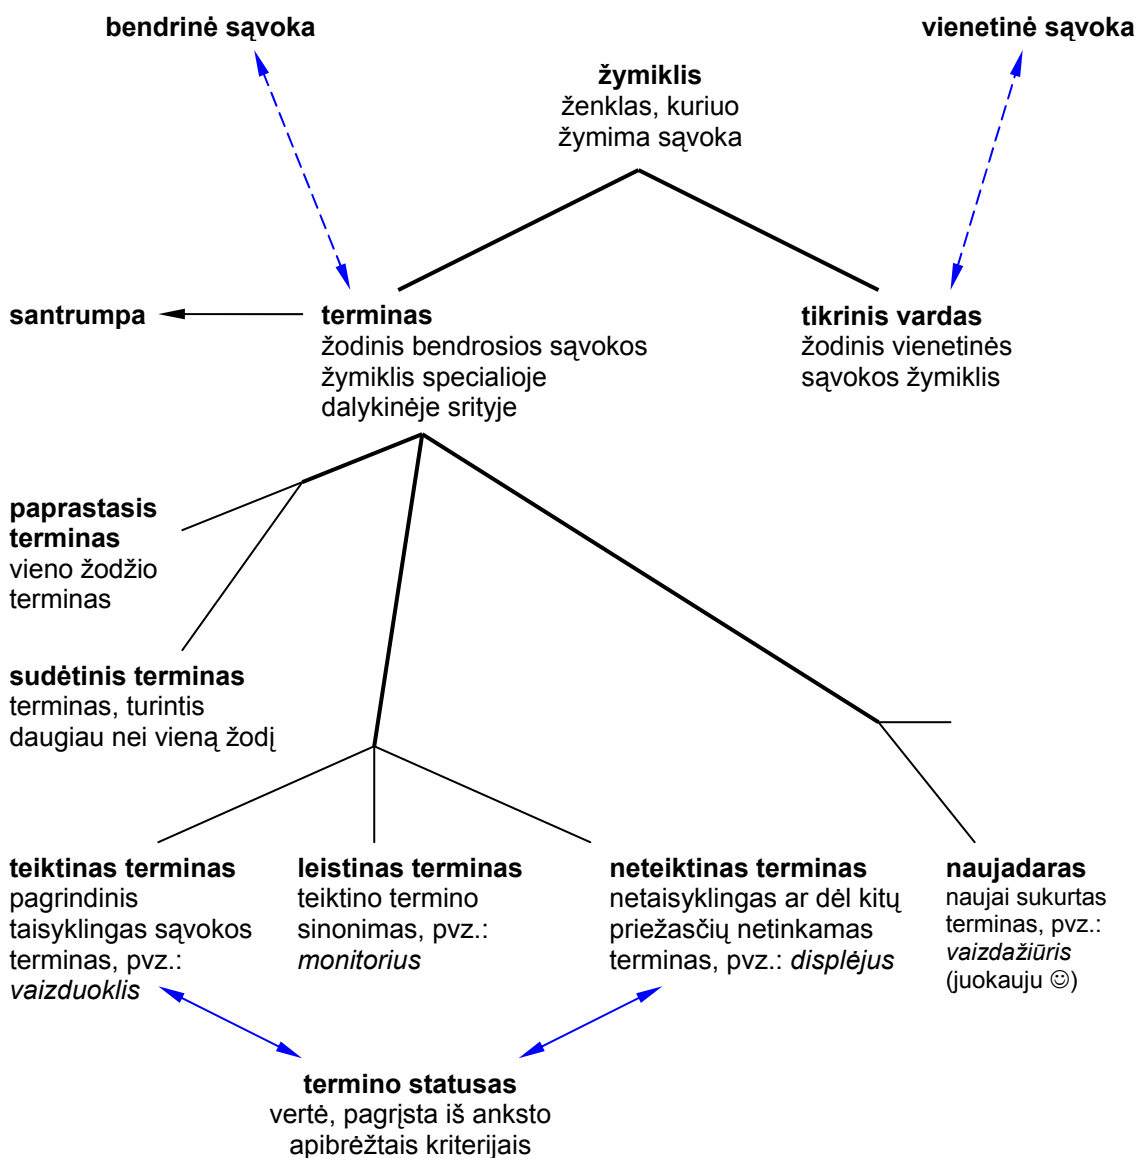 bendrinė sąvoka
vienetinė sąvoka
žymiklis
ženklas, kuriuo
žymima sąvoka
santrumpa
terminas
žodinis bendrosios sąvokos
žymiklis specialioje
dalykinėje srityje
tikrinis vardas
žodinis vienetinės
sąvokos žymiklis
paprastasis
terminas
vieno žodžio
terminas
sudėtinis terminas
terminas, turintis
daugiau nei vieną žodį
teiktinas terminas
pagrindinis
taisyklingas sąvokos
terminas, pvz.:
vaizduoklis
leistinas terminas
teiktino termino
sinonimas, pvz.:
monitorius
neteiktinas terminas
netaisyklingas ar dėl kitų
priežasčių netinkamas
terminas, pvz.: displėjus
naujadaras
naujai sukurtas
terminas, pvz.:
vaizdažiūris
(juokauju ☺)
termino statusas
vertė, pagrįsta iš anksto
apibrėžtais kriterijais